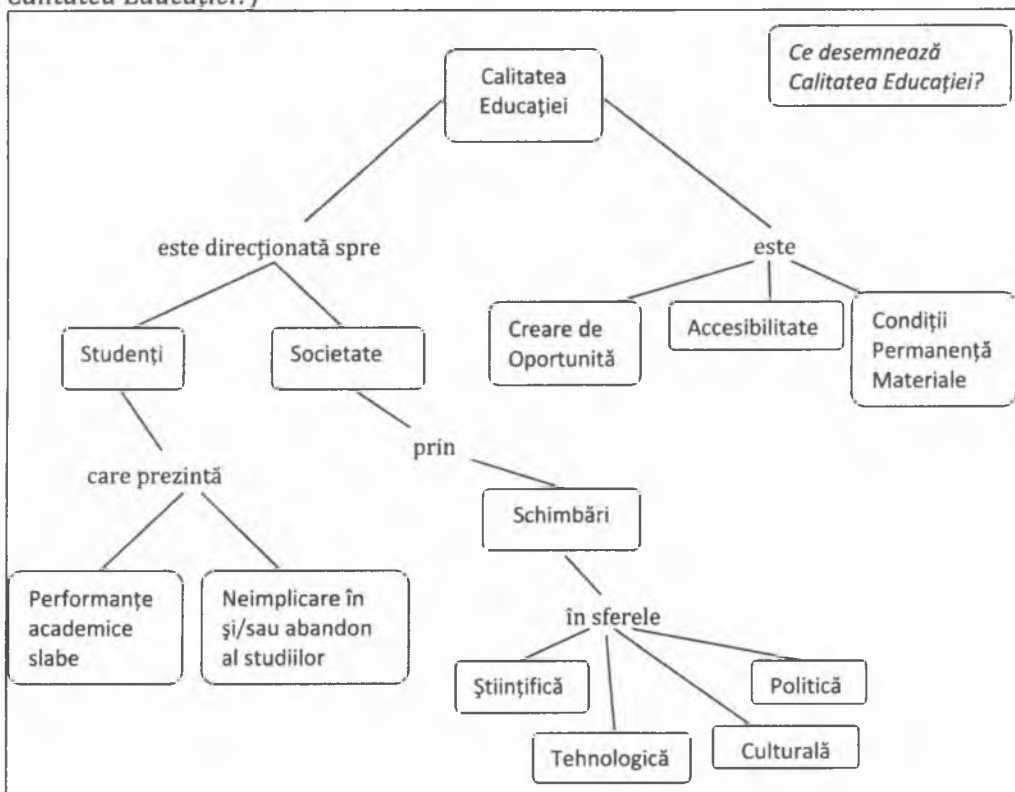 Calitatea Educației?)
Calitatea
Educației
Ce desemnează
Calitatea Educației?
este direcționată spre
este
Studenți
Societate
Creare de
Oportunită
Accesibilitate
Condiții
Permanență
Materiale
prin
care prezintă
Schimbări
Performanțe
academice
slabe
Neimplicare în
și/sau abandon
al studiilor
în sferele
Științifică
Politică
Tehnologică
Culturală